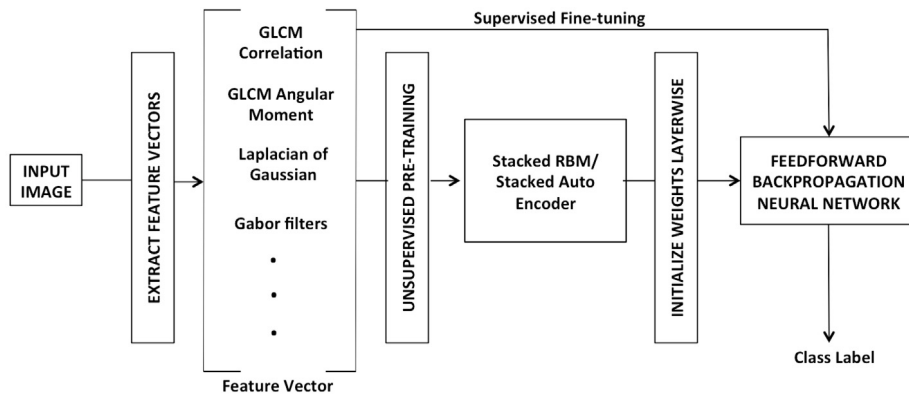 Supervised Fine-tuning
INPUT
IMAGE
EXTRACT FEATURE VECTORS
GLCM
Correlation
GLCM Angular
Moment
Laplacian of
Gaussian
Gabor filters
Feature Vector
UNSUPERVISED PRE-TRAINING
Stacked RBM/
Stacked Auto
Encoder
INITIALIZE WEIGHTS LAYERWISE
FEEDFORWARD
BACKPROPAGATION
NEURAL NETWORK
Class Label